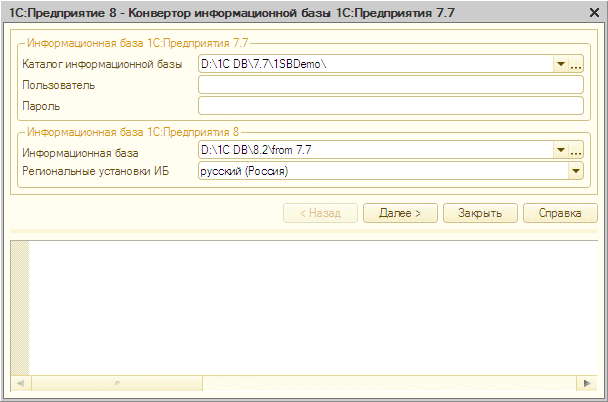 1С:Предприятие 8 - Конвертор информационной базы 1С:Предприятия 7.7
Информационная база 1С:Предприятия 7.7
Каталог информационной базы D:\1C DB\7.7\1SBDemo\ ...
Пользователь
Пароль
Информационная база 1С:Предприятия 8
Информационная база D:\1C DB\8.2\from 7.7 ...
Региональные установки ИБ русский (Россия)
< Назад Далее > Закрыть Справка